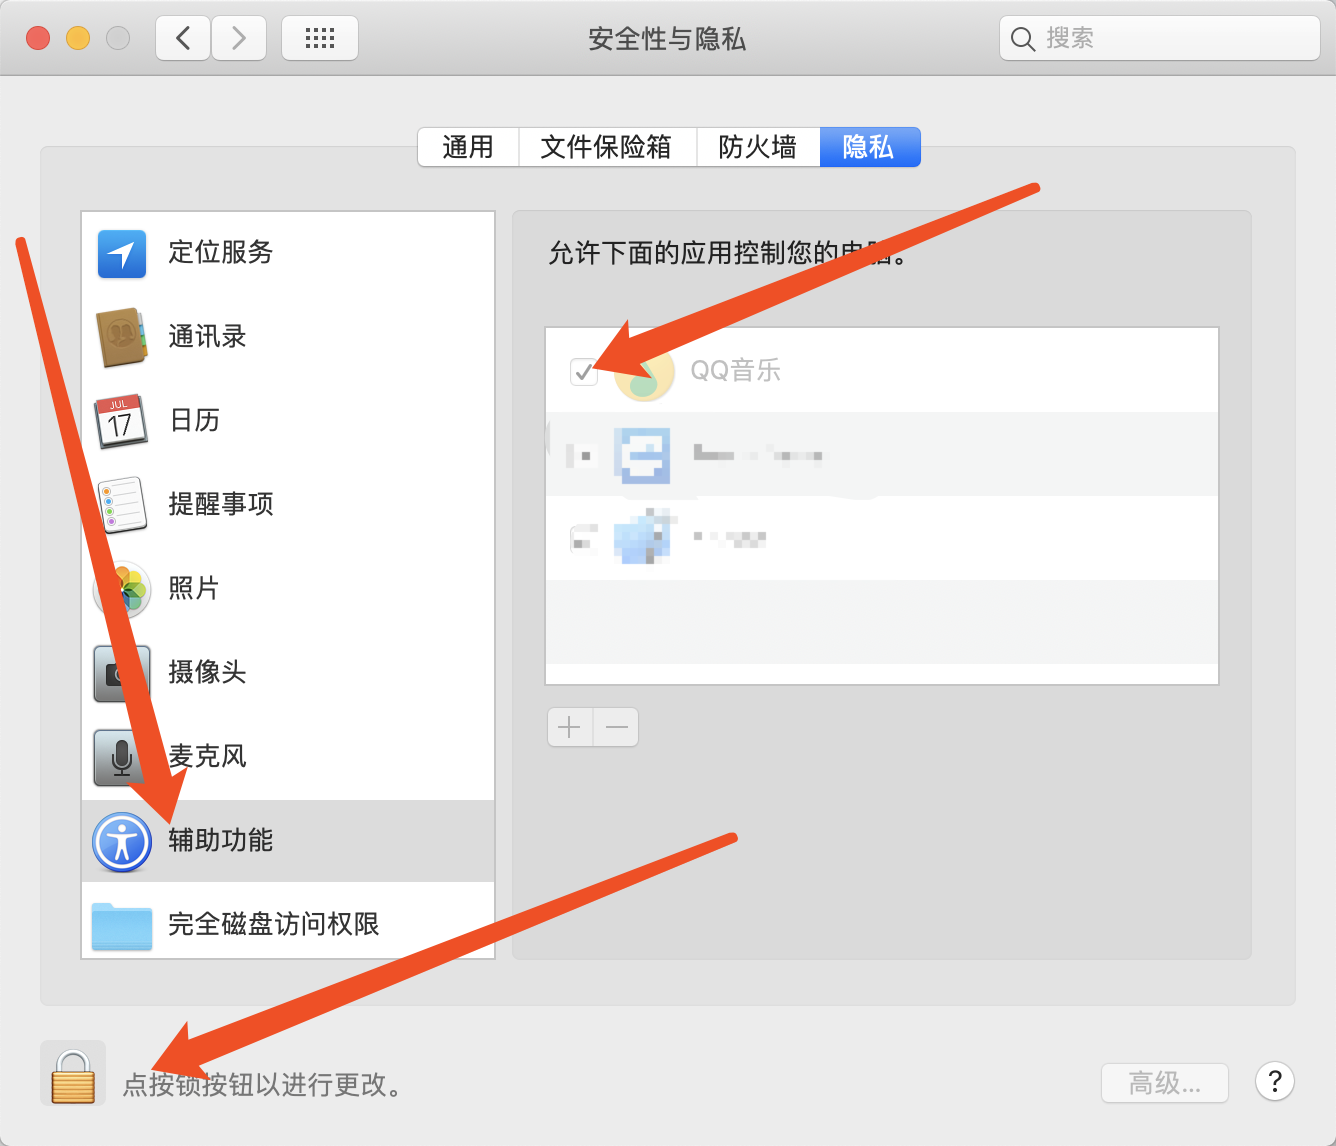 安全性与隐私
搜索
通用
文件保险箱
防火墙
隐私
定位服务
通讯录
JUL
17
日历
提醒事项
照片
摄像头
麦克风
辅助功能
完全磁盘访问权限
允许下面的应用控制您的电脑。
QQ音乐
点按锁按钮以进行更改。
高级...
?